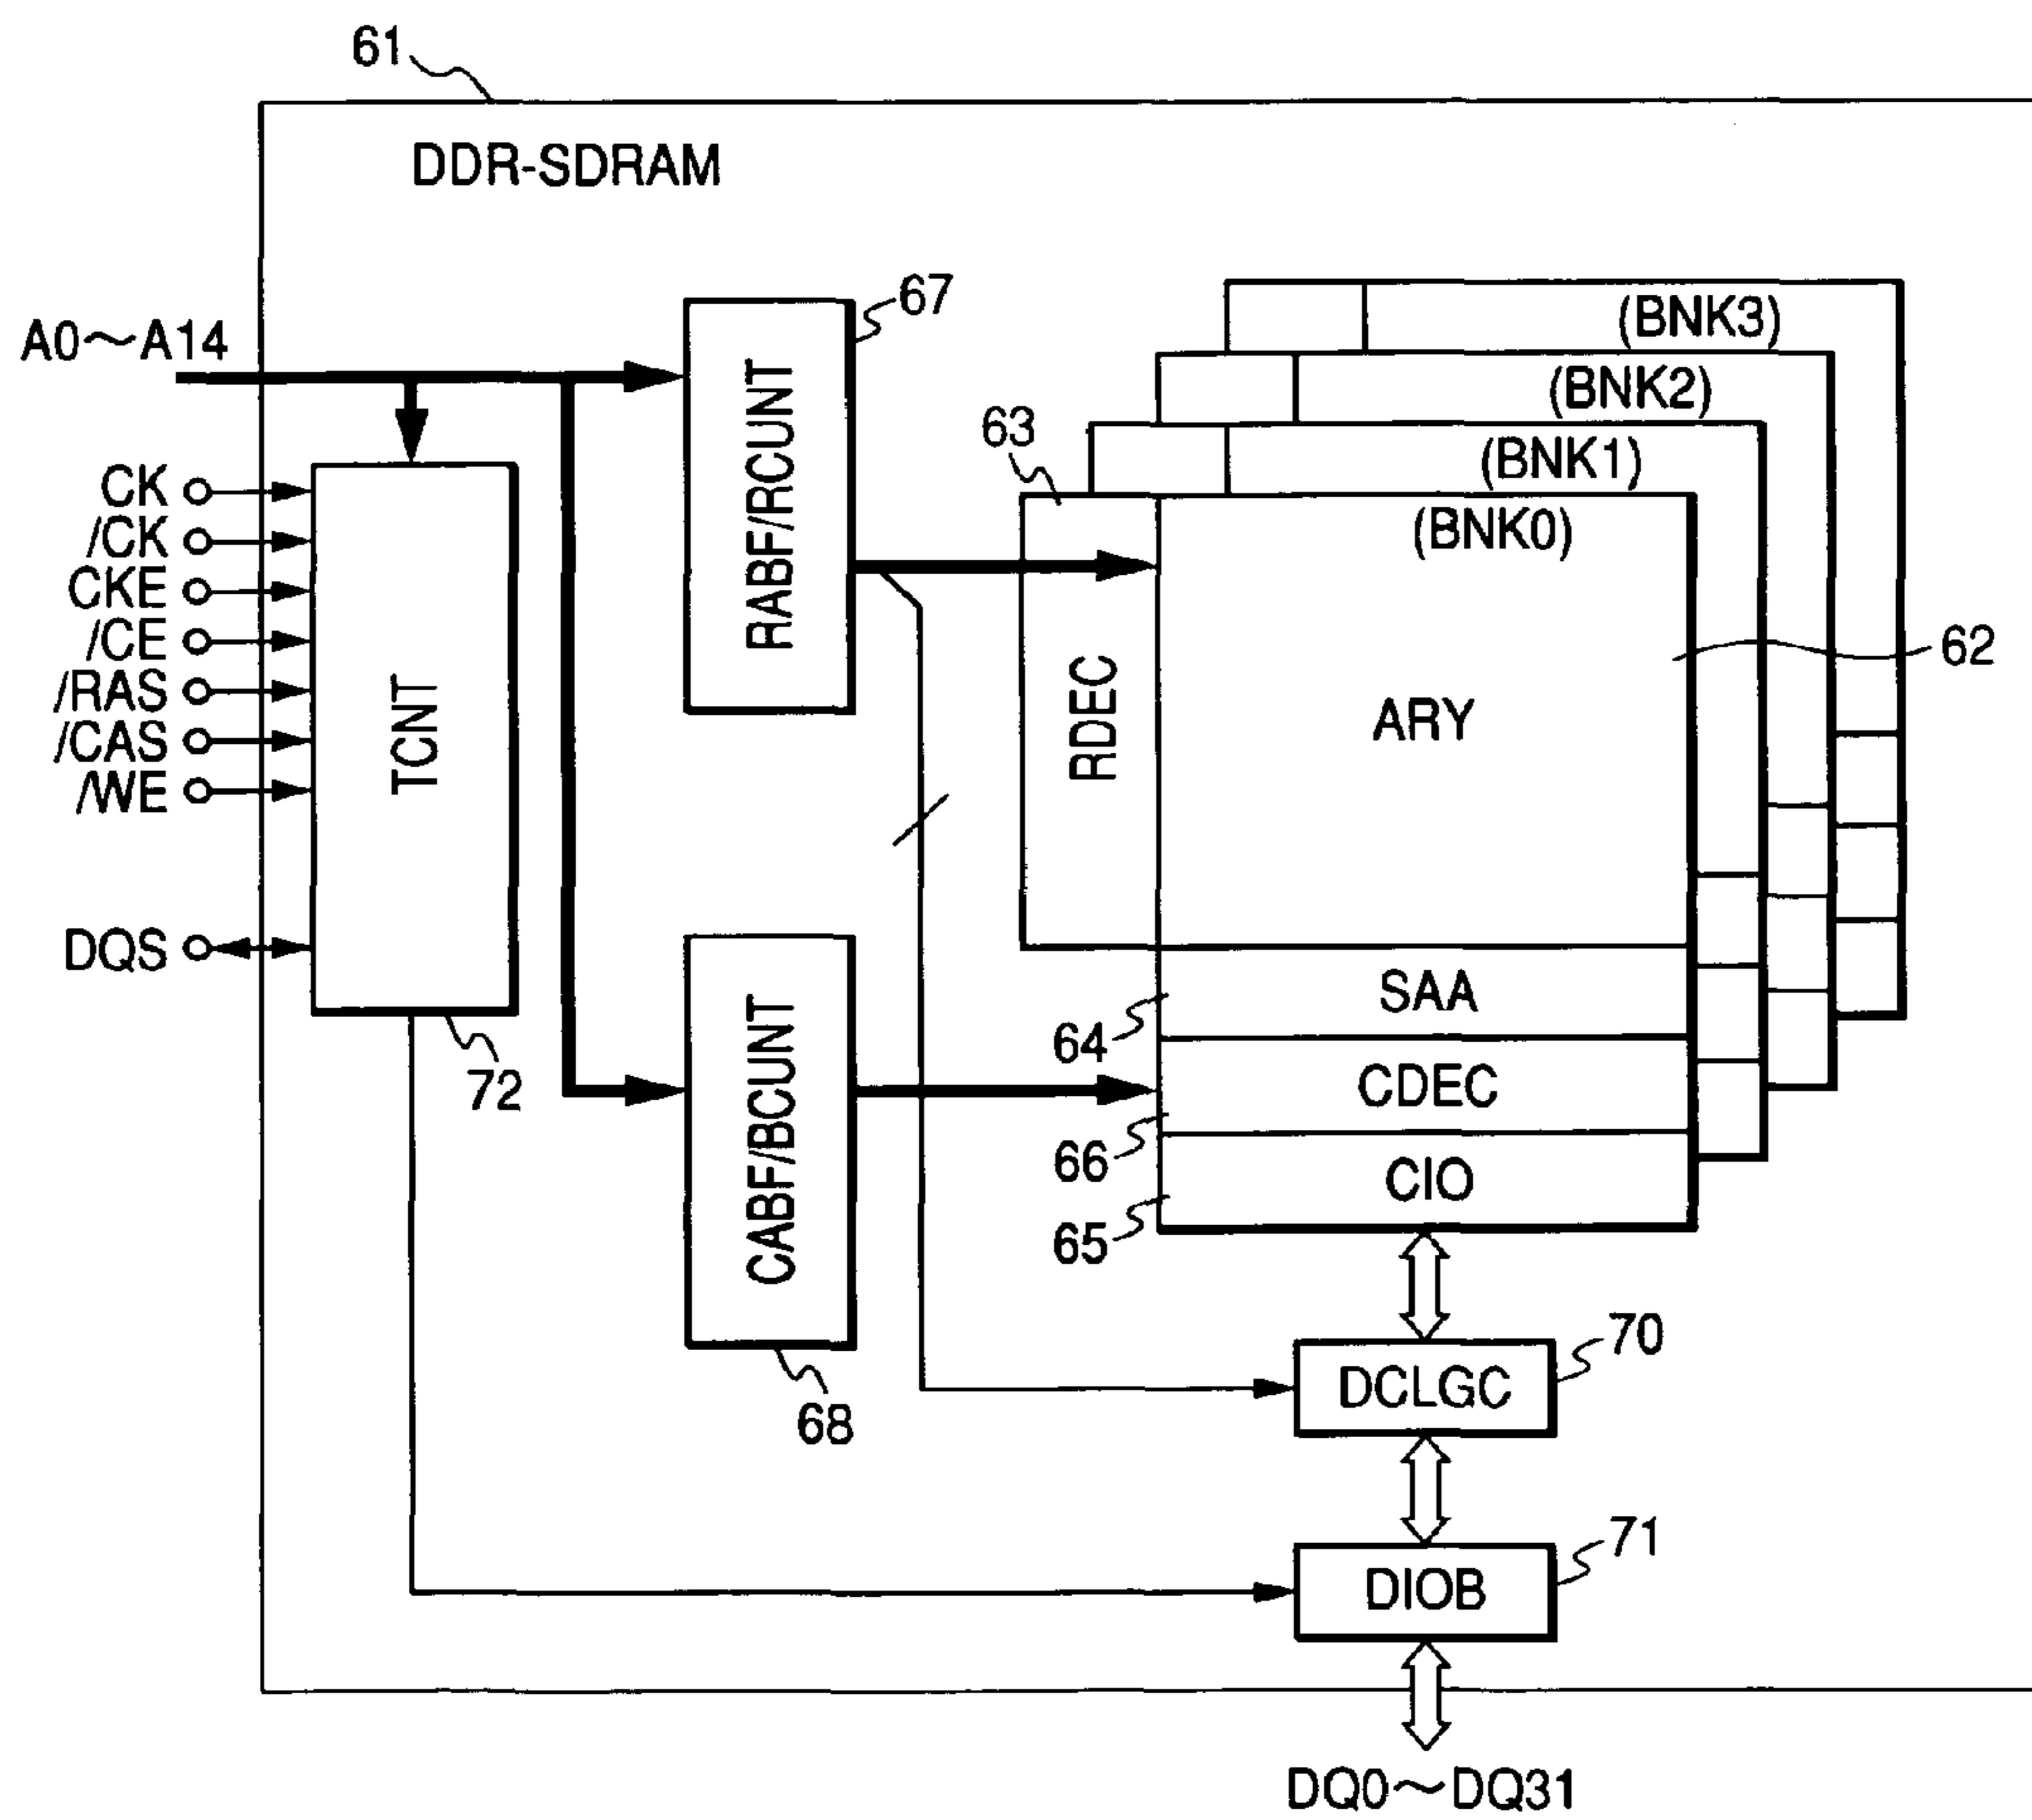 61
DDR-SDRAM
67
A0～A14
RABF/RCUNT
(BNK3)
(BNK2)
(BNK1)
(BNK0)
63
CK
/CK
CKE
/CE
/RAS
/CAS
/WE
DQS
TCNT
72
RDEC
ARY
62
SAA
64
CDEC
66
CIO
65
CABF/BCUNT
68
DCLGC
70
DIOB
71
DQ0～DQ31